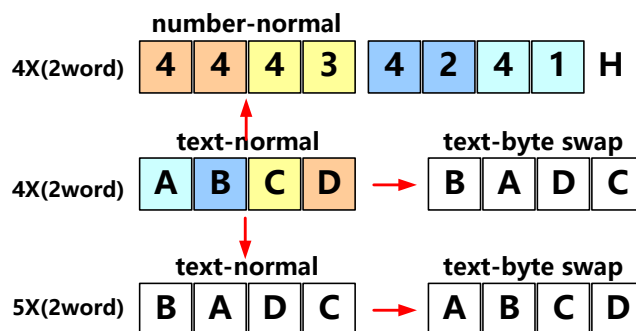 number-normal
4X(2word) 4 4 4 3 4 2 4 1 H
text-normal text-byte swap
4X(2word) A B C D B A D C
text-normal text-byte swap
5X(2word) B A D C A B C D